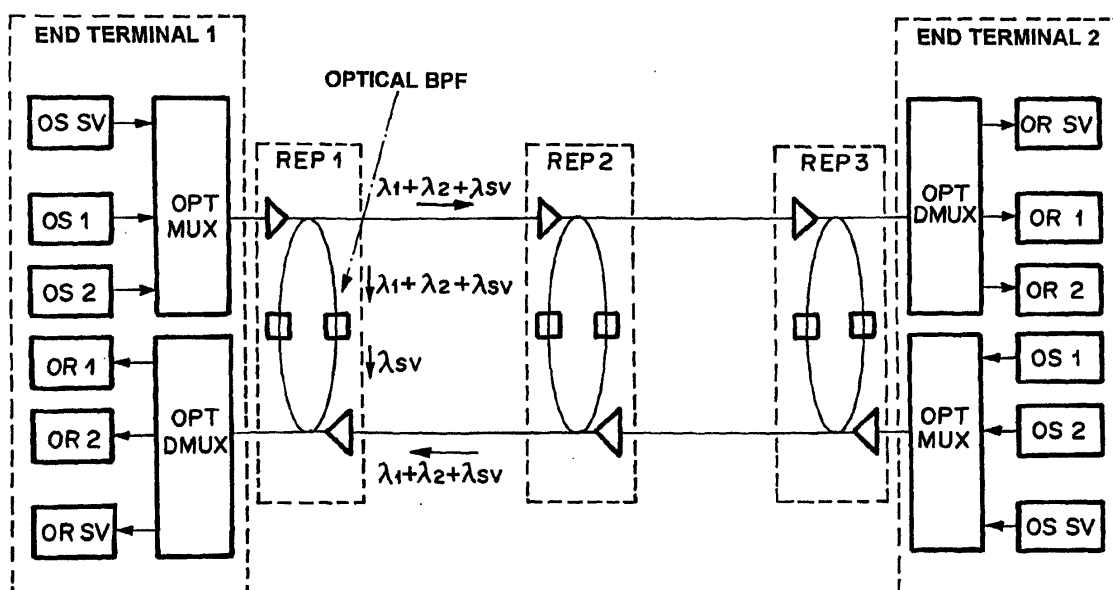 END TERMINAL 1
OS SV
OS 1
OS 2
OPT
MUX
OR 1
OR 2
OR SV
OPT
DMUX
OPTICAL BPF
REP 1
λ1+λ2+λSV
λ1+λ2+λSV
λSV
λ1+λ2+λSV
REP 2
REP 3
END TERMINAL 2
OPT
DMUX
OR SV
OR 1
OR 2
OPT
MUX
OS 1
OS 2
OS SV